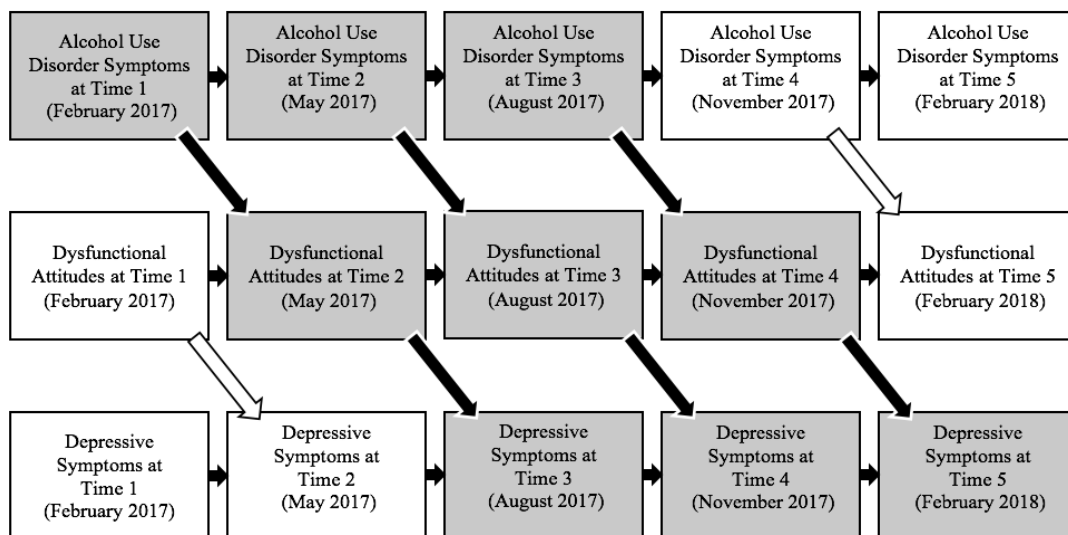 Alcohol Use
Disorder Symptoms
at Time 1
(February 2017)
Alcohol Use
Disorder Symptoms
at Time 2
(May 2017)
Alcohol Use
Disorder Symptoms
at Time 3
(August 2017)
Alcohol Use
Disorder Symptoms
at Time 4
(November 2017)
Alcohol Use
Disorder Symptoms
at Time 5
(February 2018)
Dysfunctional
Attitudes at Time 1
(February 2017)
Dysfunctional
Attitudes at Time 2
(May 2017)
Dysfunctional
Attitudes at Time 3
(August 2017)
Dysfunctional
Attitudes at Time 4
(November 2017)
Dysfunctional
Attitudes at Time 5
(February 2018)
Depressive
Symptoms at
Time 1
(February 2017)
Depressive
Symptoms at
Time 2
(May 2017)
Depressive
Symptoms at
Time 3
(August 2017)
Depressive
Symptoms at
Time 4
(November 2017)
Depressive
Symptoms at
Time 5
(February 2018)